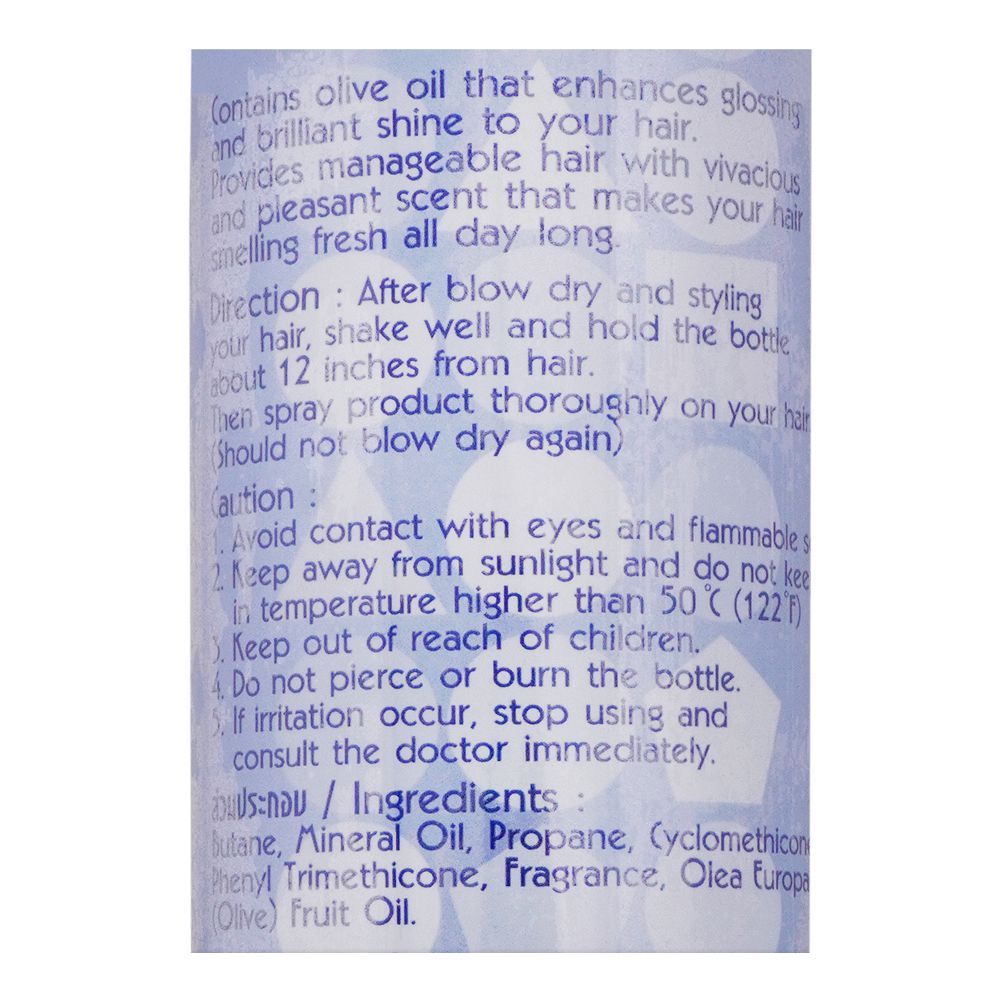 Contains olive oil that enhances glossing
and brilliant shine to your hair.
Provides manageable hair with vivacious
and pleasant scent that makes your hair
smelling fresh all day long.
Direction : After blow dry and styling
your hair, shake well and hold the bottle
about 12 inches from hair.
Then spray product thoroughly on your hair.
(Should not blow dry again)
Caution :
1. Avoid contact with eyes and flammable
2. Keep away from sunlight and do not keep
in temperature higher than 50°C (122°F)
3. Keep out of reach of children.
4. Do not pierce or burn the bottle.
5. If irritation occur, stop using and
consult the doctor immediately.
ส่วนประกอบ / Ingredients :
Butane, Mineral Oil, Propane, Cyclomethicone
Phenyl Trimethicone, Fragrance, Olea Europa
(Olive) Fruit Oil.